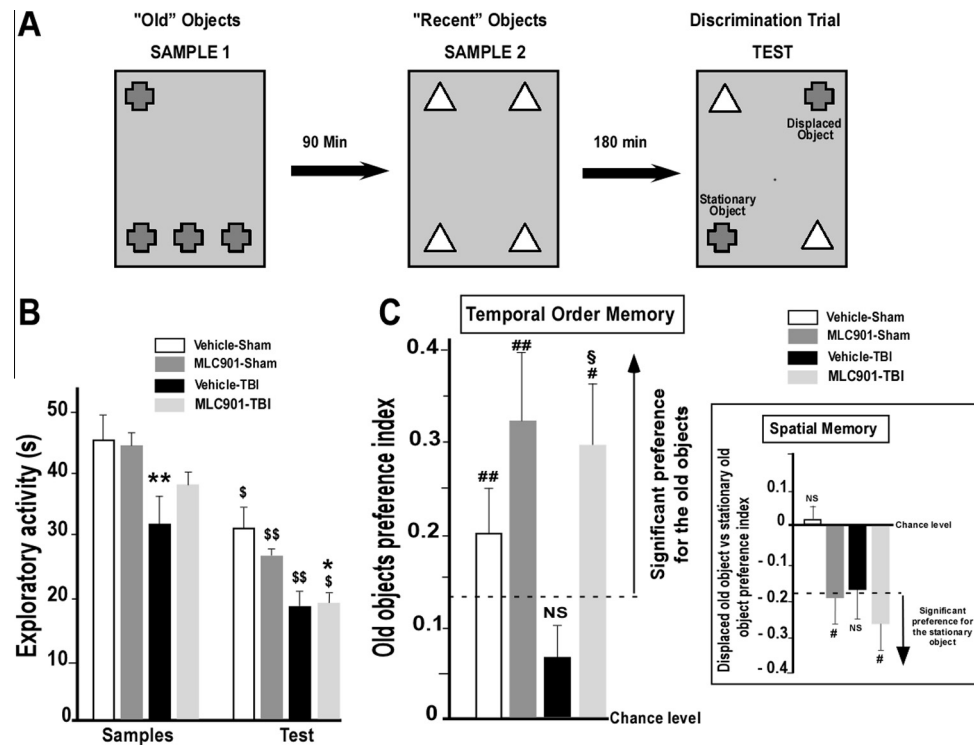 A
"Old” Objects
SAMPLE 1
90 Min
"Recent” Objects
SAMPLE 2
180 min
Discrimination Trial
TEST
Displaced
Object
Stationary
Object
B
Vehicle-Sham
MLC901-Sham
Vehicle-TBI
MLC901-TBI
Exploratory activity (s)
50
40
30
20
10
0
**
$
$$
$$
*
$
Samples
Test
C
Temporal Order Memory
Old objects preference index
0.4
0.3
0.2
0.1
0
##
##
NS
§
#
Significant preference
for the old objects
Chance level
Vehicle-Sham
MLC901-Sham
Vehicle-TBI
MLC901-TBI
Spatial Memory
Displaced old object vs stationary old
object preference index
0.1
0
- 0.1
- 0.2
- 0.3
- 0.4
NS
#
NS
#
Chance level
Significant
preference for
the stationary
object